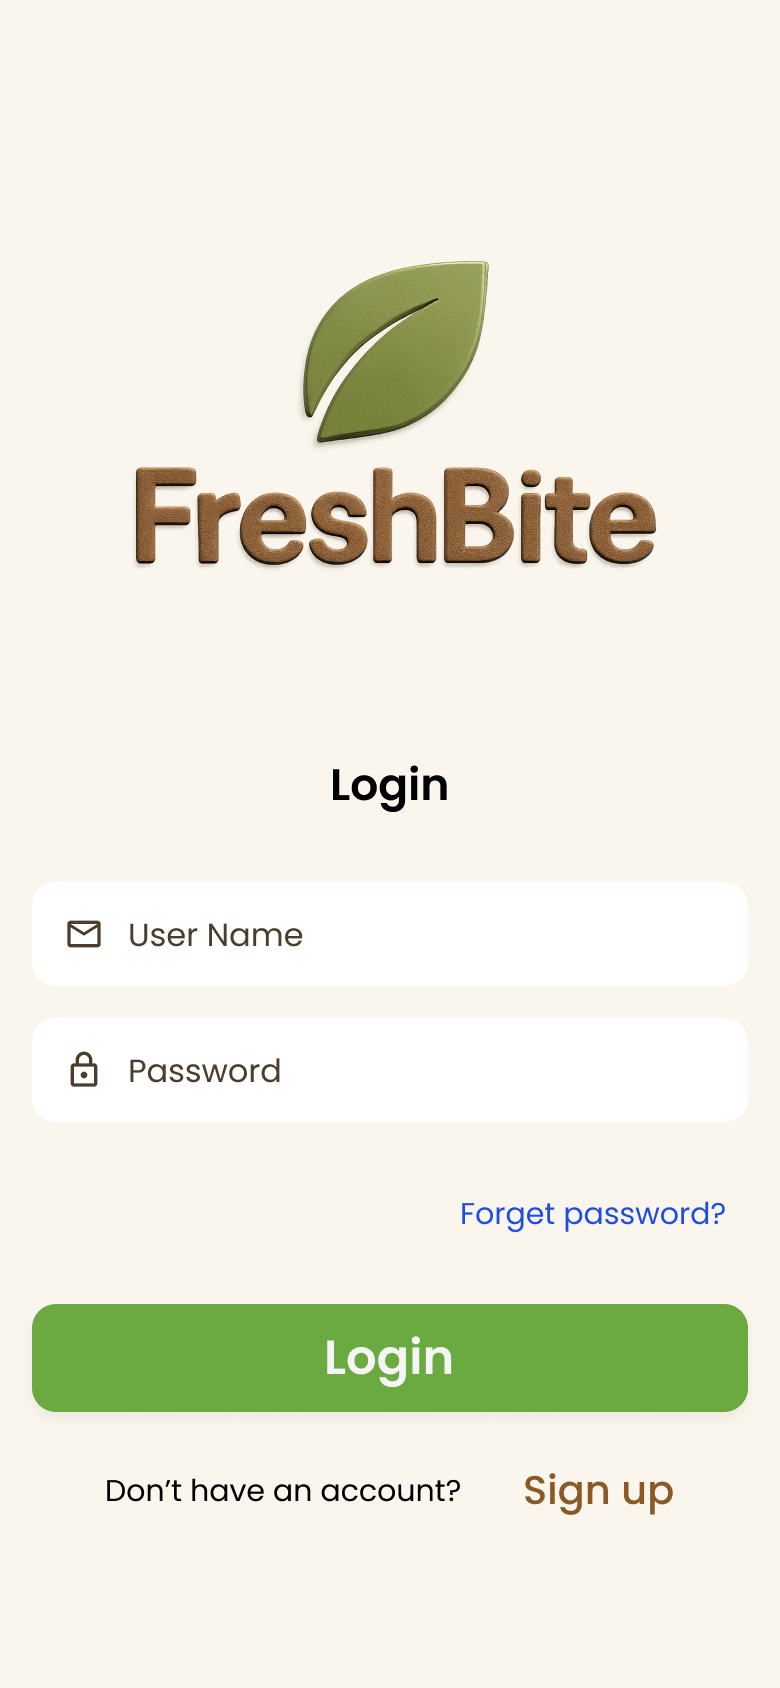 FreshBite
Login
User Name
Password
Forget password?
Login
Don’t have an account? Sign up